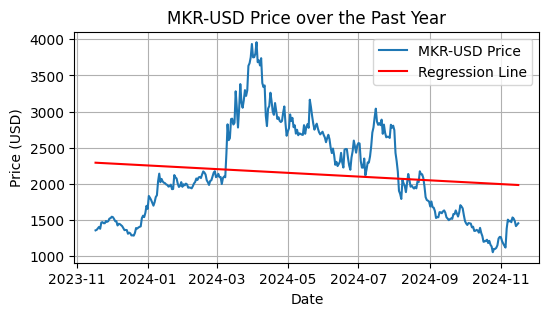 MKR-USD Price over the Past Year
MKR-USD Price
Regression Line
Price (USD)
4000
3500
3000
2500
2000
1500
1000
2023-11 2024-01 2024-03 2024-05 2024-07 2024-09 2024-11
Date